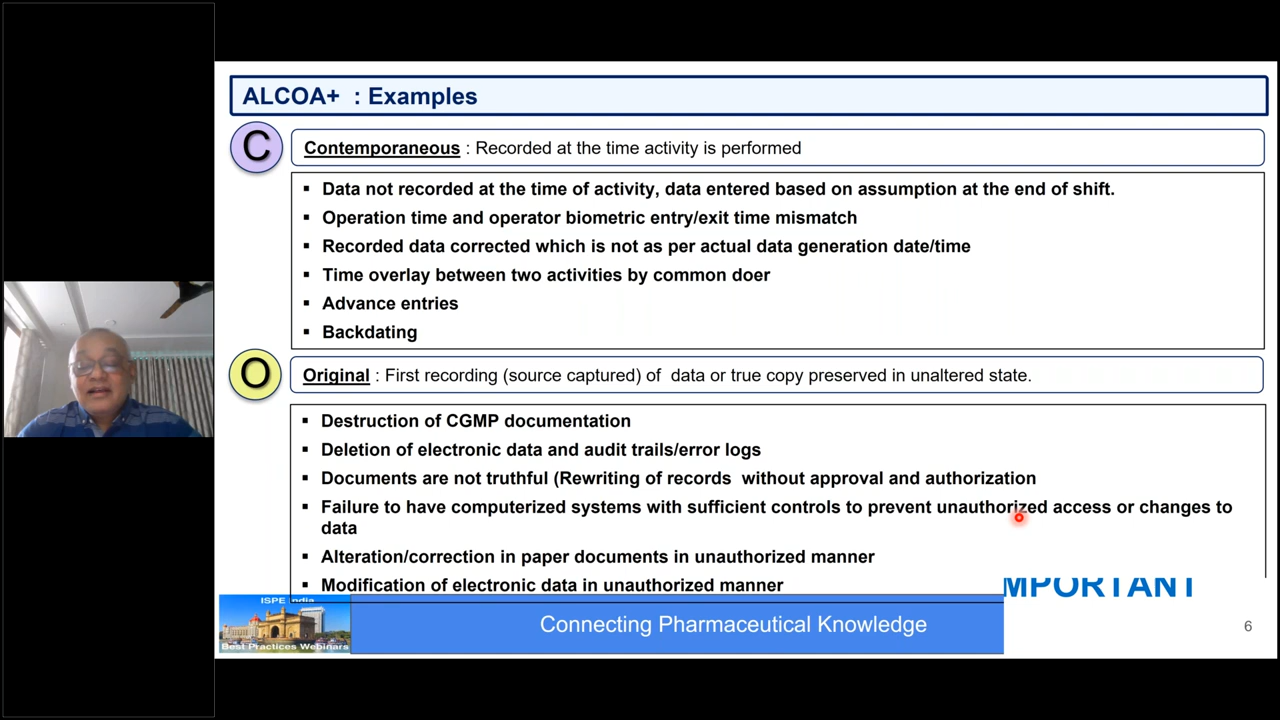 ALCOA+ : Examples
C
Contemporaneous : Recorded at the time activity is performed
▪ Data not recorded at the time of activity, data entered based on assumption at the end of shift.
▪ Operation time and operator biometric entry/exit time mismatch
▪ Recorded data corrected which is not as per actual data generation date/time
▪ Time overlay between two activities by common doer
▪ Advance entries
▪ Backdating
O
Original : First recording (source captured) of data or true copy preserved in unaltered state.
▪ Destruction of CGMP documentation
▪ Deletion of electronic data and audit trails/error logs
▪ Documents are not truthful (Rewriting of records without approval and authorization
▪ Failure to have computerized systems with sufficient controls to prevent unauthorized access or changes to
data
▪ Alteration/correction in paper documents in unauthorized manner
▪ Modification of electronic data in unauthorized manner
MPORTANT
ISPE India
Best Practices Webinars
Connecting Pharmaceutical Knowledge
6